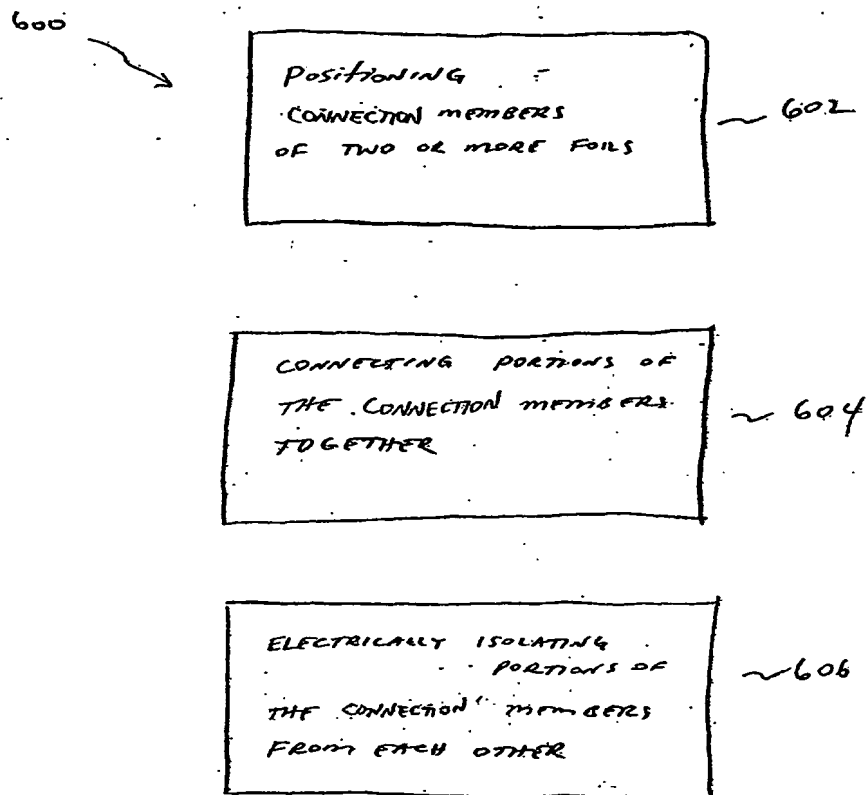 600
Positioning
CONNECTION MEMBERS
OF TWO OR MORE FOILS
602
CONNECTING PORTIONS OF
THE CONNECTION MEMBERS
TOGETHER
604
ELECTRICALLY ISOLATING
PORTIONS OF
THE CONNECTION MEMBERS
FROM EACH OTHER
606